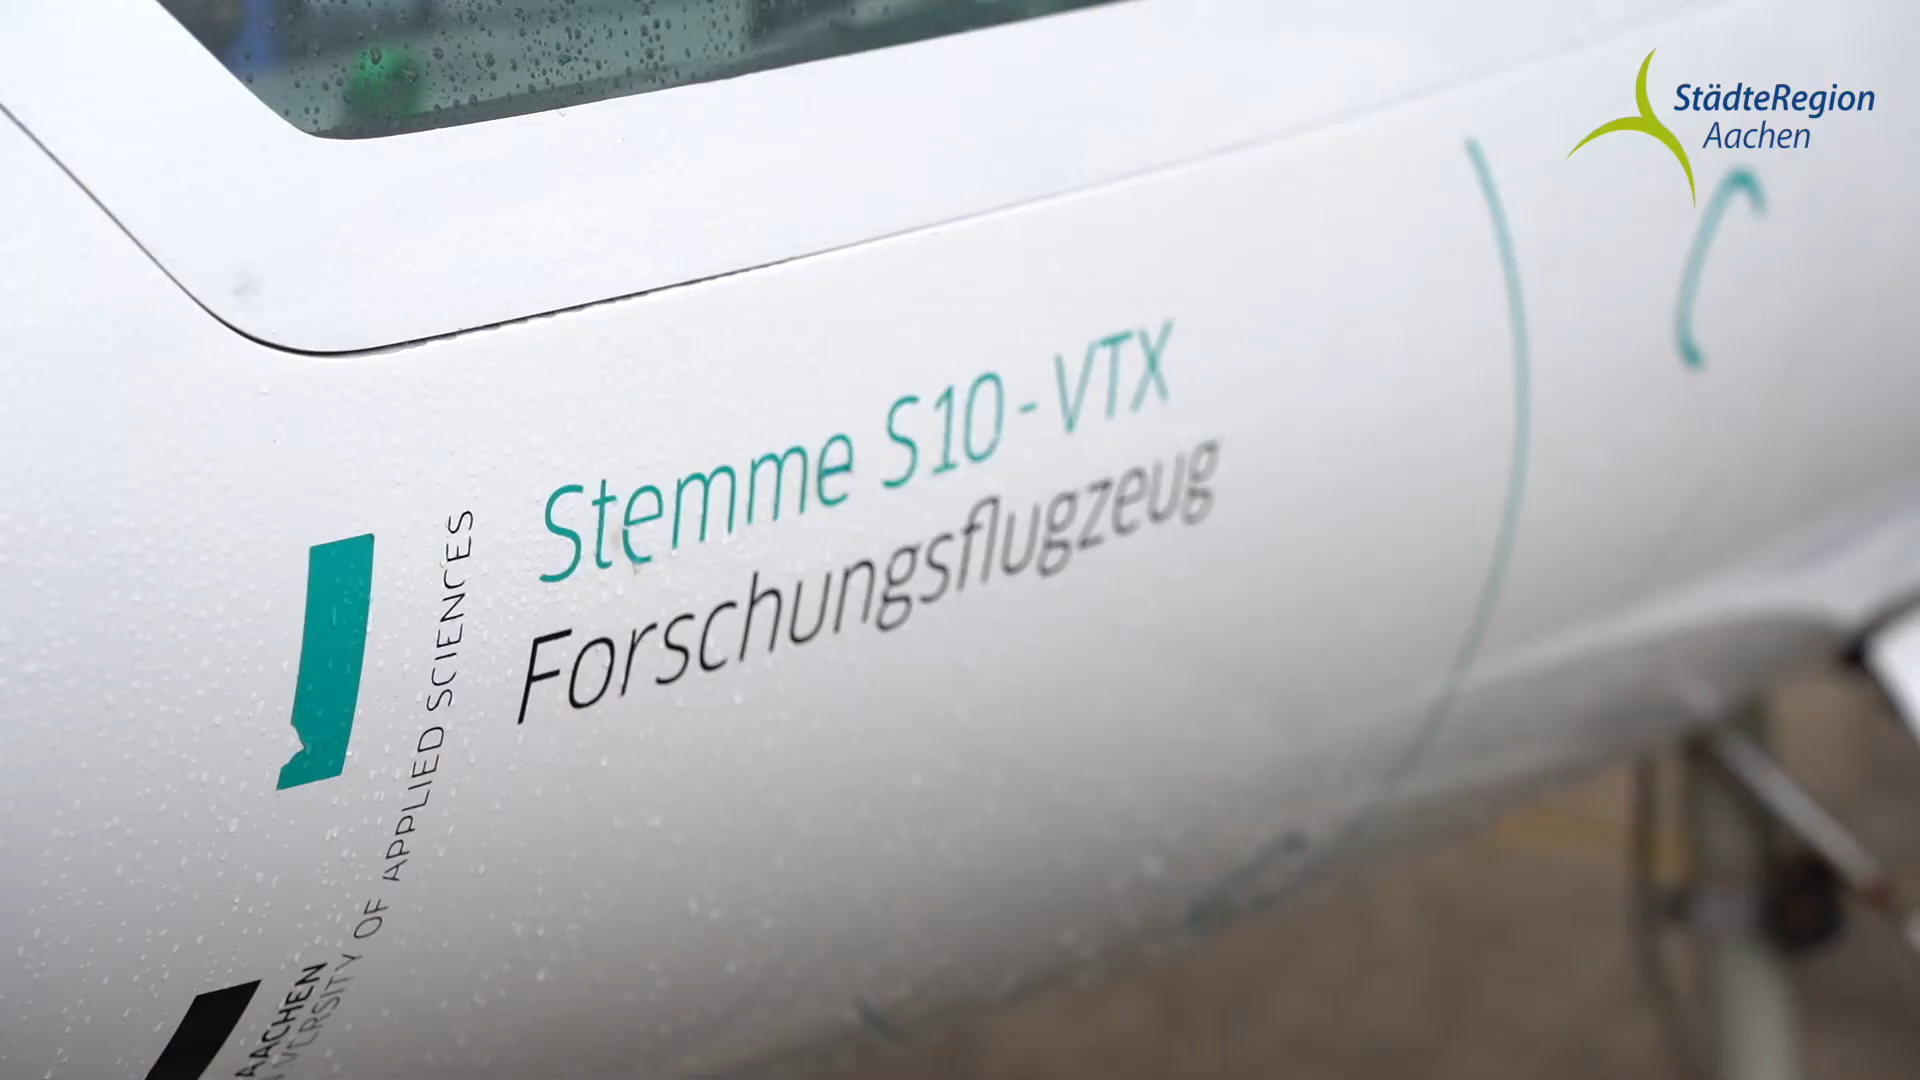 StädteRegion
Aachen
Stemme S10-VTX
Forschungsflugzeug
AACHEN
UNIVERSITY OF APPLIED SCIENCES